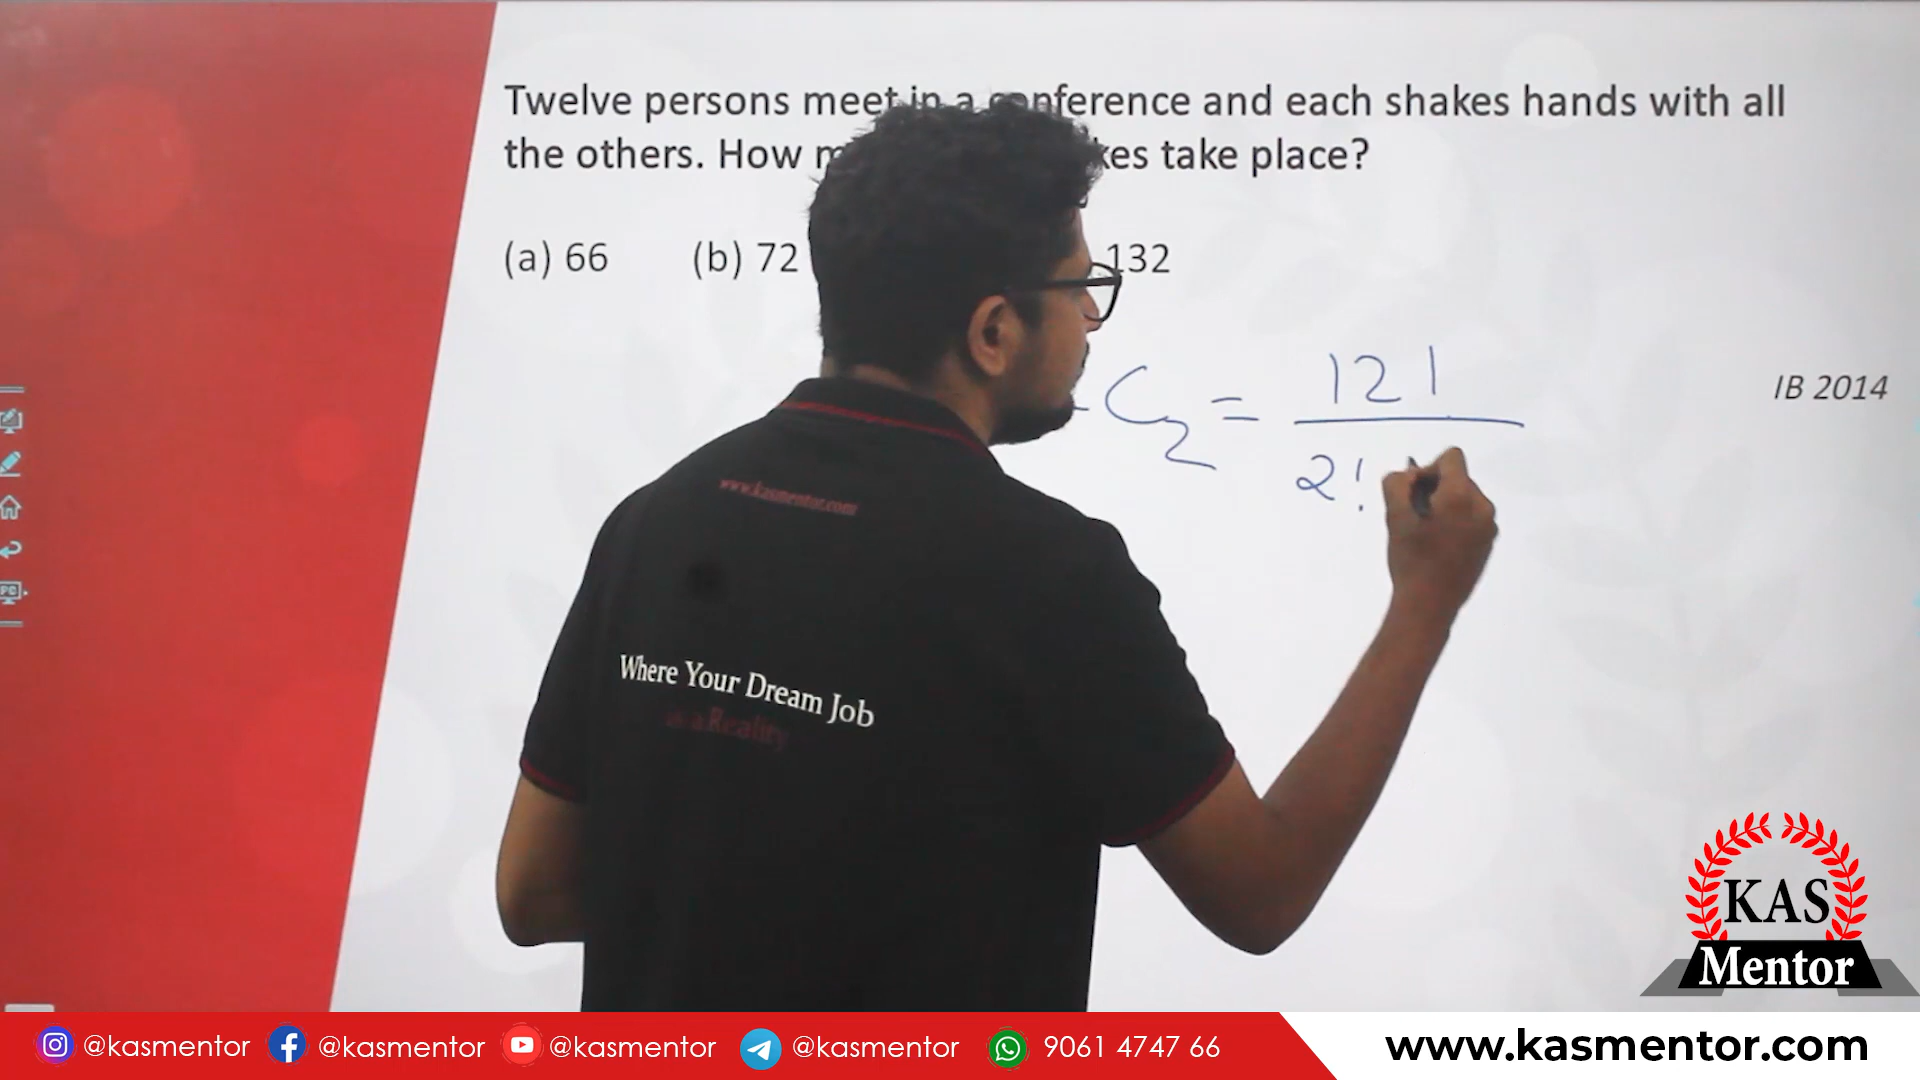 Twelve persons meet in a conference and each shakes hands with all
the others. How kes take place?
(a) 66 (b) 72 132
C2 = 12!
2!
IB 2014
www.kasmentor.com
Where Your Dream Job
is a Reality
KAS
Mentor
@kasmentor @kasmentor @kasmentor @kasmentor 9061 4747 66
www.kasmentor.com